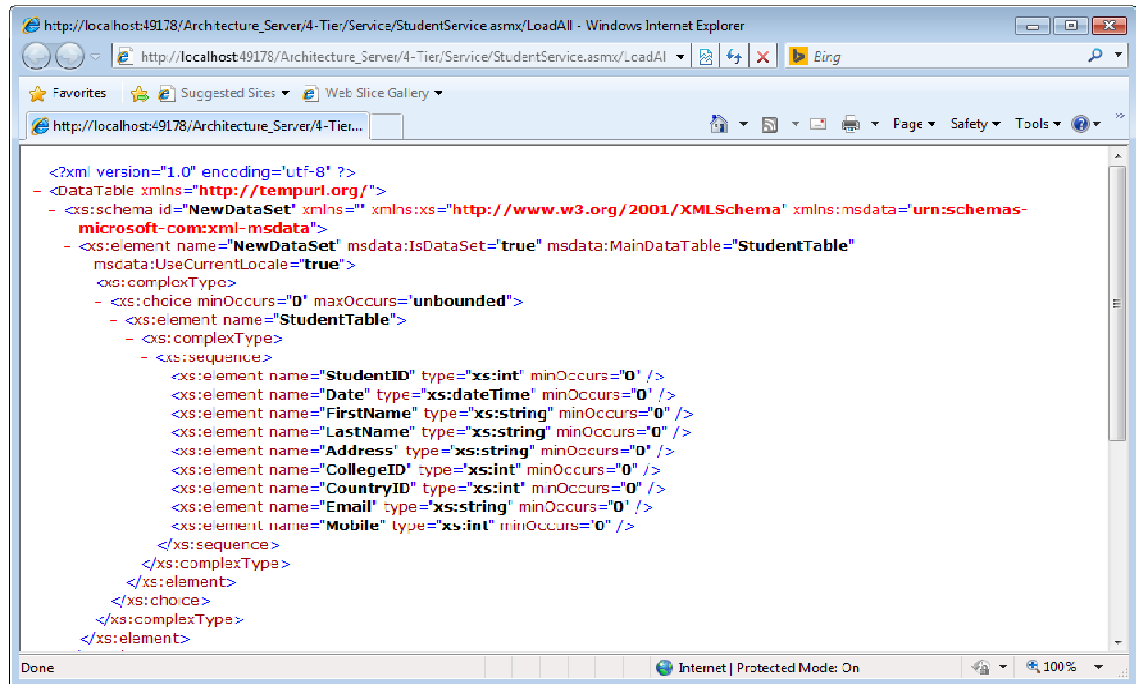 http://localhost:49178/Architecture_Server/4-Tier/Service/StudentService.asmx/LoadAll - Windows Internet Explorer
http://localhost:49178/Architecture_Server/4-Tier/Service/StudentService.asmx/LoadAl
Bing
Favorites Suggested Sites Web Slice Gallery
http://localhost:49178/Architecture_Server/4-Tier... Page Safety Tools »
<?xml version="1.0" encoding="utf-8" ?>
- <DataTable xmlns="http://tempuri.org/">
- <xs:schema id="NewDataSet" xmlns="" xmlns:xs="http://www.w3.org/2001/XMLSchema" xmlns:msdata="urn:schemas-
microsoft-com:xml-msdata">
- <xs:element name="NewDataSet" msdata:IsDataSet="true" msdata:MainDataTable="StudentTable"
msdata:UseCurrentLocale="true">
<xs:complexType>
- <xs:choice minOccurs="0" maxOccurs="unbounded">
- <xs:element name="StudentTable">
- <xs:complexType>
- <xs:sequence>
<xs:element name="StudentID" type="xs:int" minOccurs="0" />
<xs:element name="Date" type="xs:dateTime" minOccurs="0" />
<xs:element name="FirstName" type="xs:string" minOccurs="0" />
<xs:element name="LastName" type="xs:string" minOccurs="0" />
<xs:element name="Address" type="xs:string" minOccurs="0" />
<xs:element name="CollegeID" type="xs:int" minOccurs="0" />
<xs:element name="CountryID" type="xs:int" minOccurs="0" />
<xs:element name="Email" type="xs:string" minOccurs="0" />
<xs:element name="Mobile" type="xs:int" minOccurs="0" />
</xs:sequence>
</xs:complexType>
</xs:element>
</xs:choice>
</xs:complexType>
</xs:element>
Done Internet | Protected Mode: On 100%